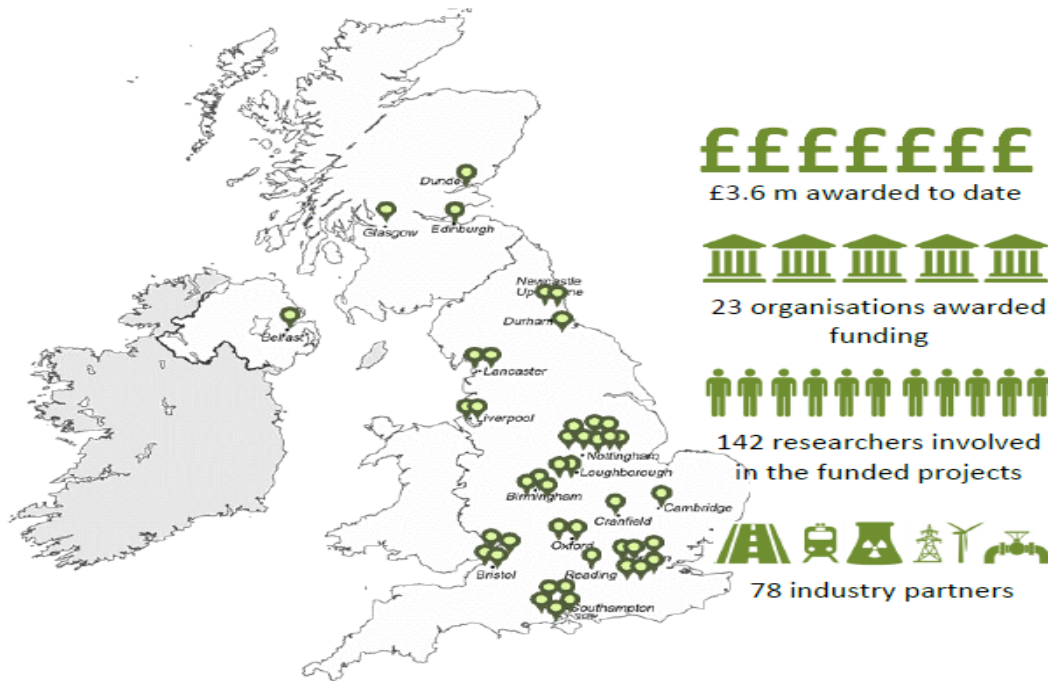 Dunde
Glasgow
Edinburgh
Newcastle
Durham
Belfast
Lancaster
Liverpool
Nottingham
Loughborough
Birmingham
Cambridge
Cranfield
Oxford
Reading
Bristol
Southampton
£££££££
£3.6 m awarded to date
23 organisations awarded
funding
142 researchers involved
in the funded projects
78 industry partners